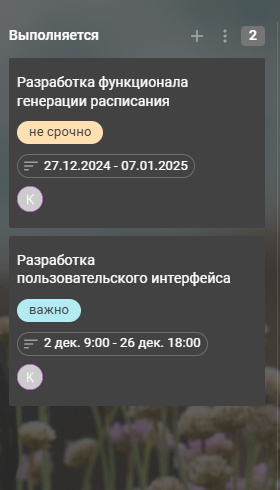 Выполняется
2
Разработка функционала
генерации расписания
не срочно
27.12.2024 - 07.01.2025
К
Разработка
пользовательского интерфейса
важно
2 дек. 9:00 - 26 дек. 18:00
К